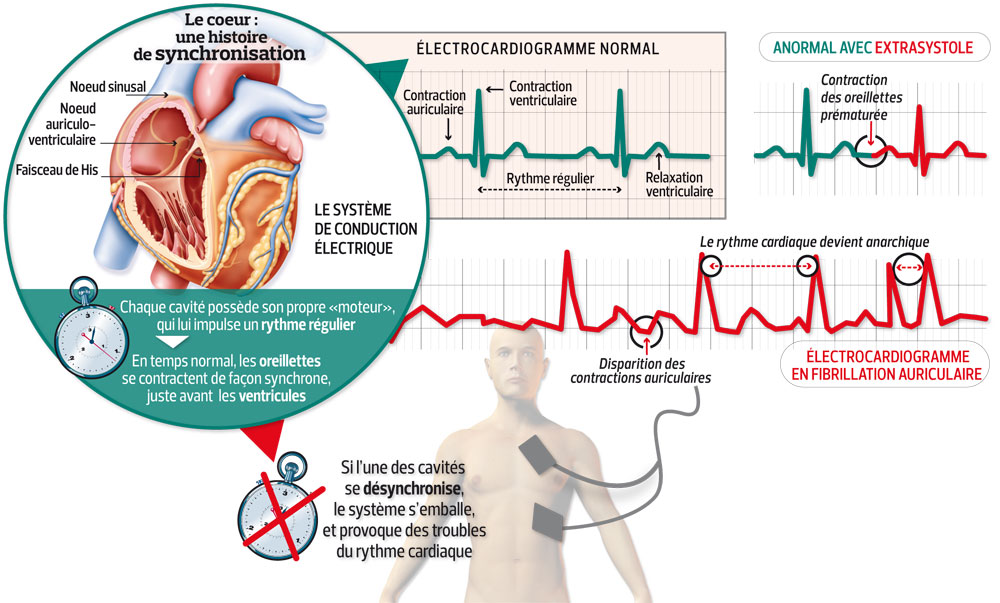 Le coeur :
une histoire
de synchronisation
Noeud sinusal
Noeud
auriculo-
ventriculaire
Faisceau de His
LE SYSTÈME
DE CONDUCTION
ÉLECTRIQUE
Chaque cavité possède son propre «moteur»,
qui lui impulse un rythme régulier
En temps normal, les oreillettes
se contractent de façon synchrone,
juste avant les ventricules
Si l'une des cavités
se désynchronise,
le système s'emballe,
et provoque des troubles
du rythme cardiaque
ÉLECTROCARDIOGRAMME NORMAL
Contraction
auriculaire
Contraction
ventriculaire
Rythme régulier
Relaxation
ventriculaire
ANORMAL AVEC EXTRASYSTOLE
Contraction
des oreillettes
prématurée
Le rythme cardiaque devient anarchique
Disparition des
contractions auriculaires
ÉLECTROCARDIOGRAMME
EN FIBRILLATION AURICULAIRE